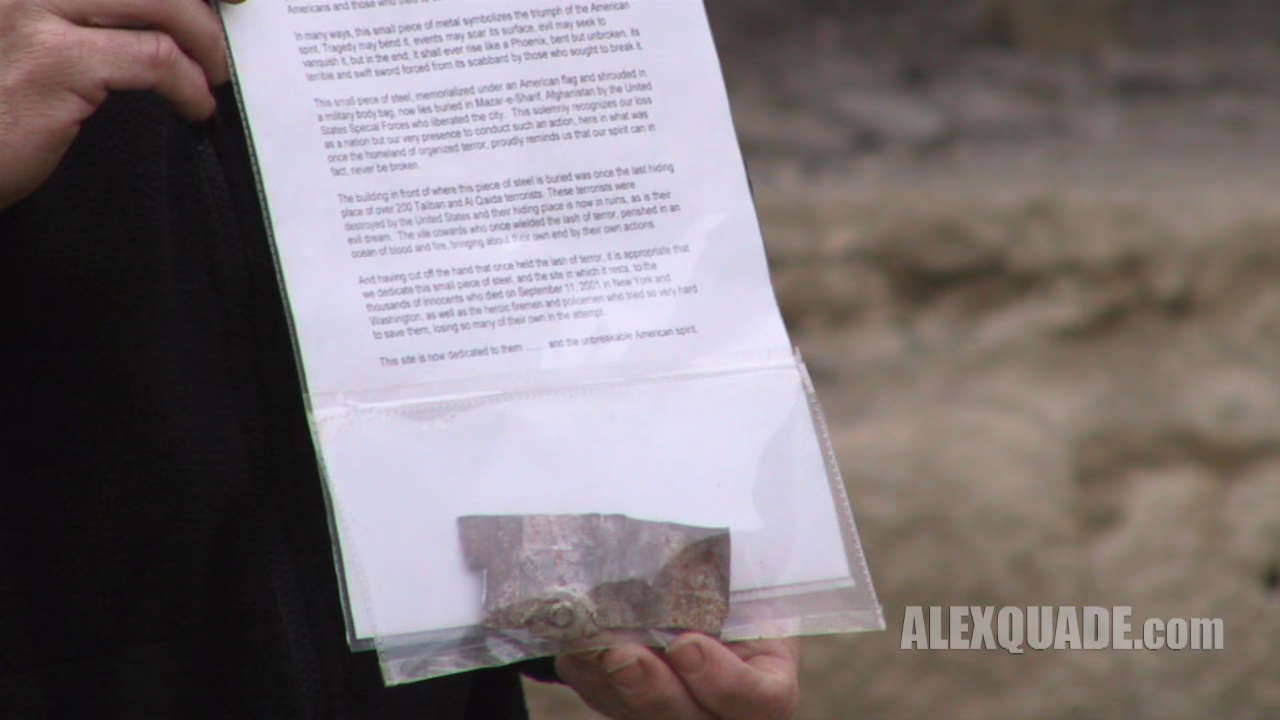 Americans and those who tried to
In many ways, this small piece of metal symbolizes the triumph of the American
spirit. Tragedy may bend it, events may scar its surface, evil may seek to
vanquish it, but in the end, it shall ever rise like a Phoenix, bent but unbroken, its
terrible and swift sword forced from its scabbard by those who sought to break it.
This small piece of steel, memorialized under an American flag and shrouded in
a military body bag, now lies buried in Mazar-e-Sharif, Afghanistan by the United
States Special Forces who liberated the city. This solemnly recognizes our loss
as a nation but our very presence to conduct such an action, here in what was
once the homeland of organized terror, proudly reminds us that our spirit can in
fact, never be broken.
The building in front of where this piece of steel is buried was once the last hiding
place of over 200 Taliban and Al Qaida terrorists. These terrorists were
destroyed by the United States and their hiding place is now in ruins, as is their
evil dream. The vile cowards who once wielded the lash of terror, perished in an
ocean of blood and fire, bringing about their own end by their own actions.
And having cut off the hand that once held the lash of terror, it is appropriate that
we dedicate this small piece of steel, and the site in which it rests, to the
thousands of innocents who died on September 11, 2001 in New York and
Washington, as well as the heroic firemen and policemen who tried so very hard
to save them, losing so many of their own in the attempt.
This site is now dedicated to them ....... and the unbreakable American spirit.
ALEXQUADE.com